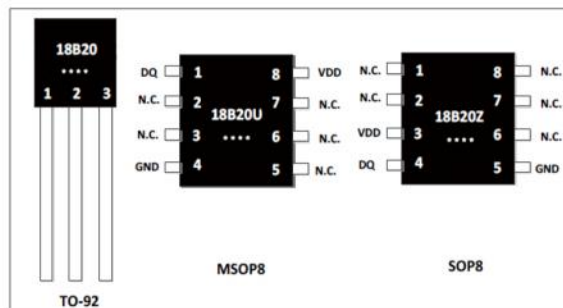 18B20
****
1 2 3
TO-92
DQ 1 8 VDD
N.C. 2 7 N.C.
18B20U
N.C. 3 6 N.C.
****
GND 4 5 N.C.
MSOP8
N.C. 1 8 N.C.
N.C. 2 7 N.C.
18B20Z
VDD 3 6 N.C.
****
DQ 4 5 GND
SOP8